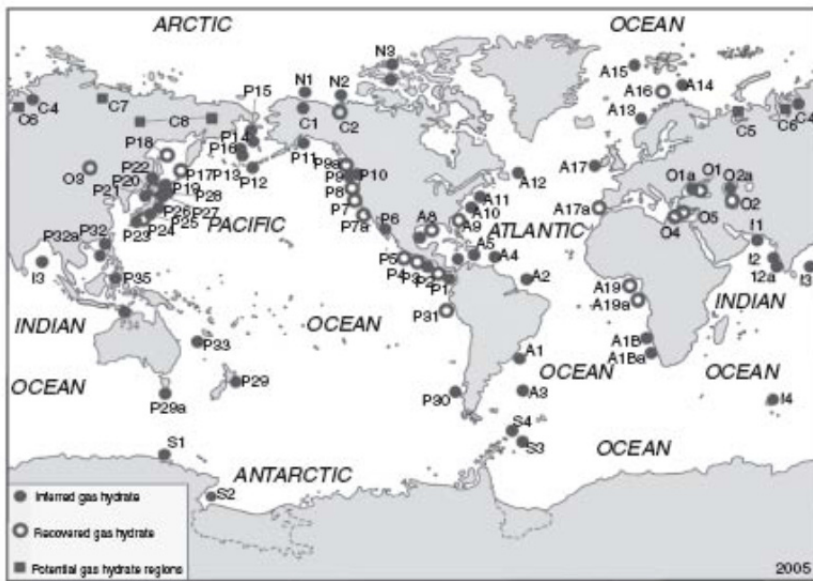 ARCTIC
OCEAN
N3
N1
N2
P15
A15
A14
A16
C4
C6
C7
C8
P14
C1
C2
A13
C5
C6
C4
P18
P16
P11
P9a
P10
A17
O3
P22
P17
P13
P12
P9
A12
O1a
O1
O2a
P20
P19
P8
A11
P21
P28
P7
A10
A17a
O2
P26
P27
P6
A8
A9
ATLANTIC
O4
O5
P25
P24
P23
PACIFIC
P7a
P32
P32a
P5
A5
A4
I1
I2
I3
P35
P4
P3
P2
P1
A2
A19
A19a
I2a
I3
INDIAN
P34
OCEAN
P31
INDIAN
P33
A1
A1B
A1Ba
OCEAN
P29
P29a
P30
A3
OCEAN
OCEAN
I4
S1
S4
S3
OCEAN
ANTARCTIC
S2
Inferred gas hydrate
Recovered gas hydrate
Potential gas hydrate regions
2005